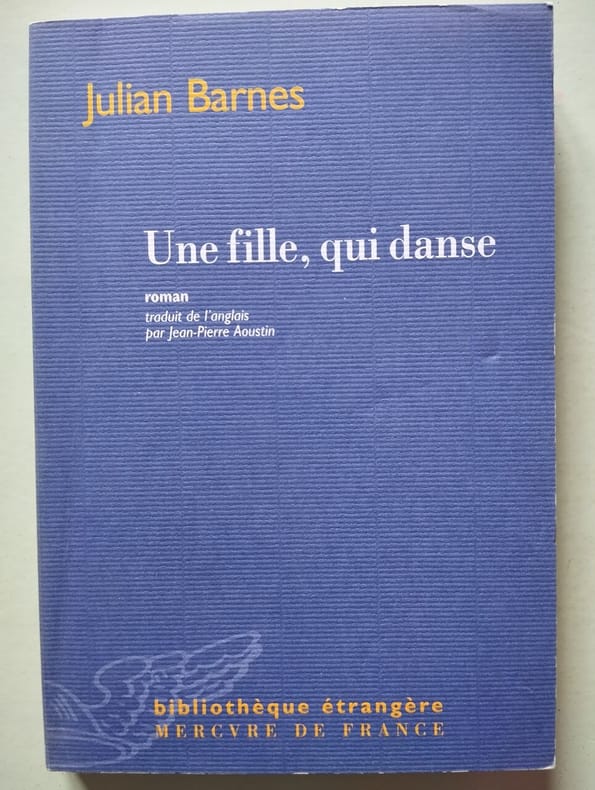 Julian Barnes
Une fille, qui danse
roman
traduit de l'anglais
par Jean-Pierre Aoustin
bibliothèque étrangère
MERCVRE DE FRANCE